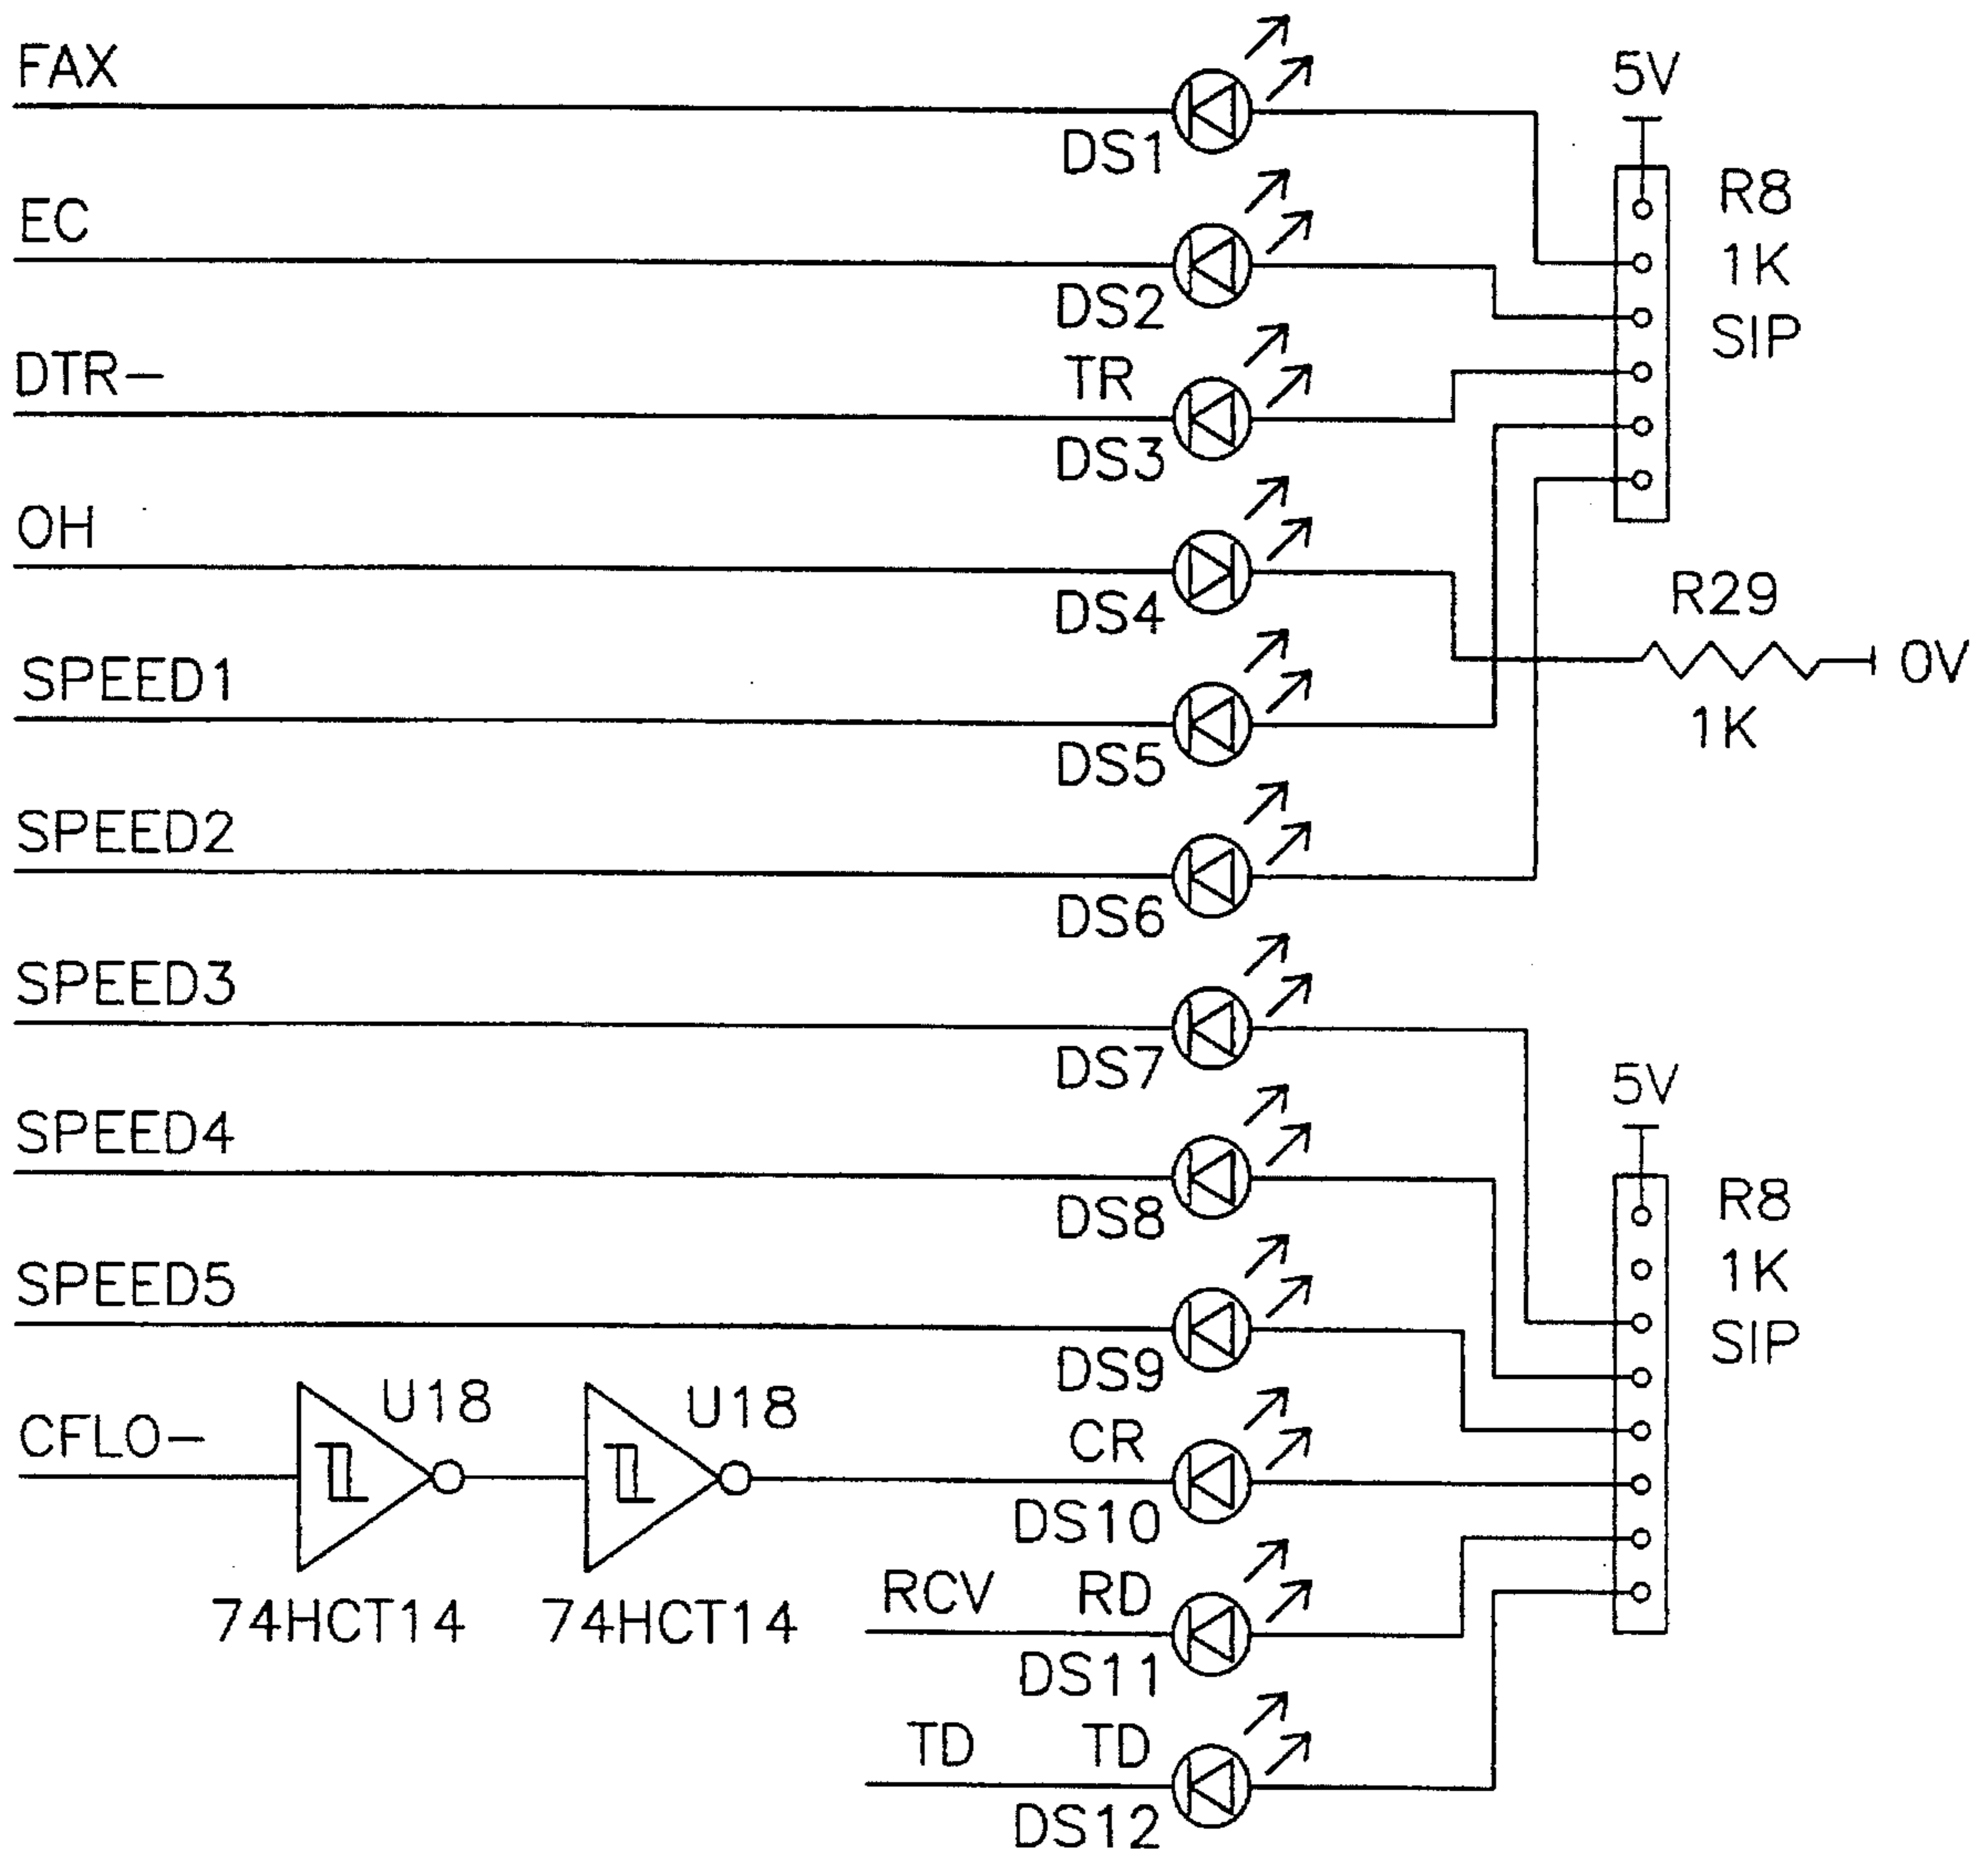 FAX
DS1
5V
R8
1K
SIP
EC
DS2
DTR-
TR
DS3
OH
DS4
R29
1K
0V
SPEED1
DS5
SPEED2
DS6
SPEED3
DS7
5V
R8
1K
SIP
SPEED4
DS8
SPEED5
DS9
CFLO-
U18
74HCT14
U18
74HCT14
CR
DS10
RCV
RD
DS11
TD
TD
DS12